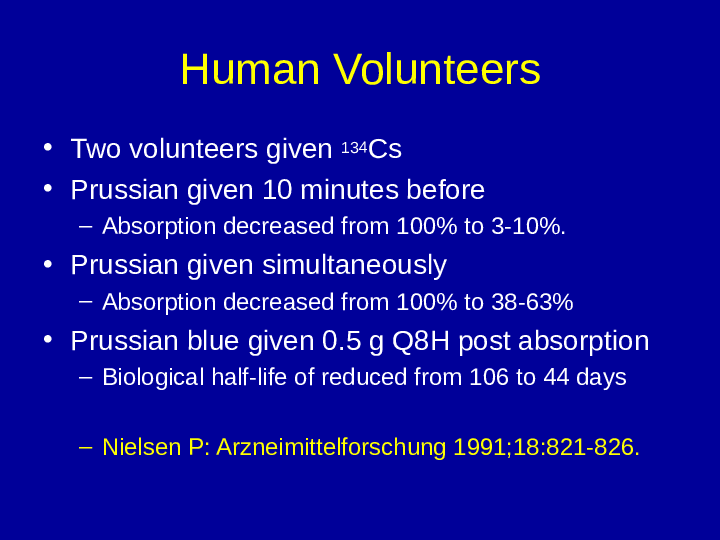 Human Volunteers
• Two volunteers given ¹³⁴Cs
• Prussian given 10 minutes before
– Absorption decreased from 100% to 3-10%.
• Prussian given simultaneously
– Absorption decreased from 100% to 38-63%
• Prussian blue given 0.5 g Q8H post absorption
– Biological half-life of reduced from 106 to 44 days
– Nielsen P: Arzneimittelforschung 1991;18:821-826.